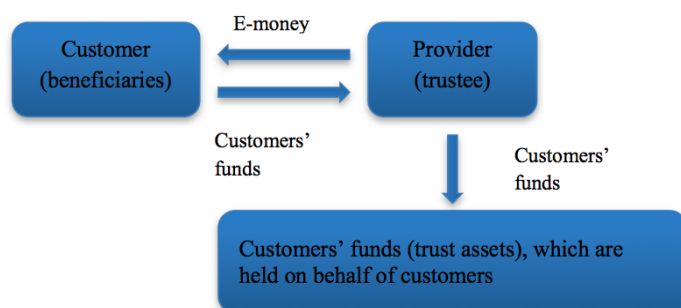 E-money
Customer
(beneficiaries)
Provider
(trustee)
Customers’
funds
Customers’
funds
Customers’ funds (trust assets), which are
held on behalf of customers